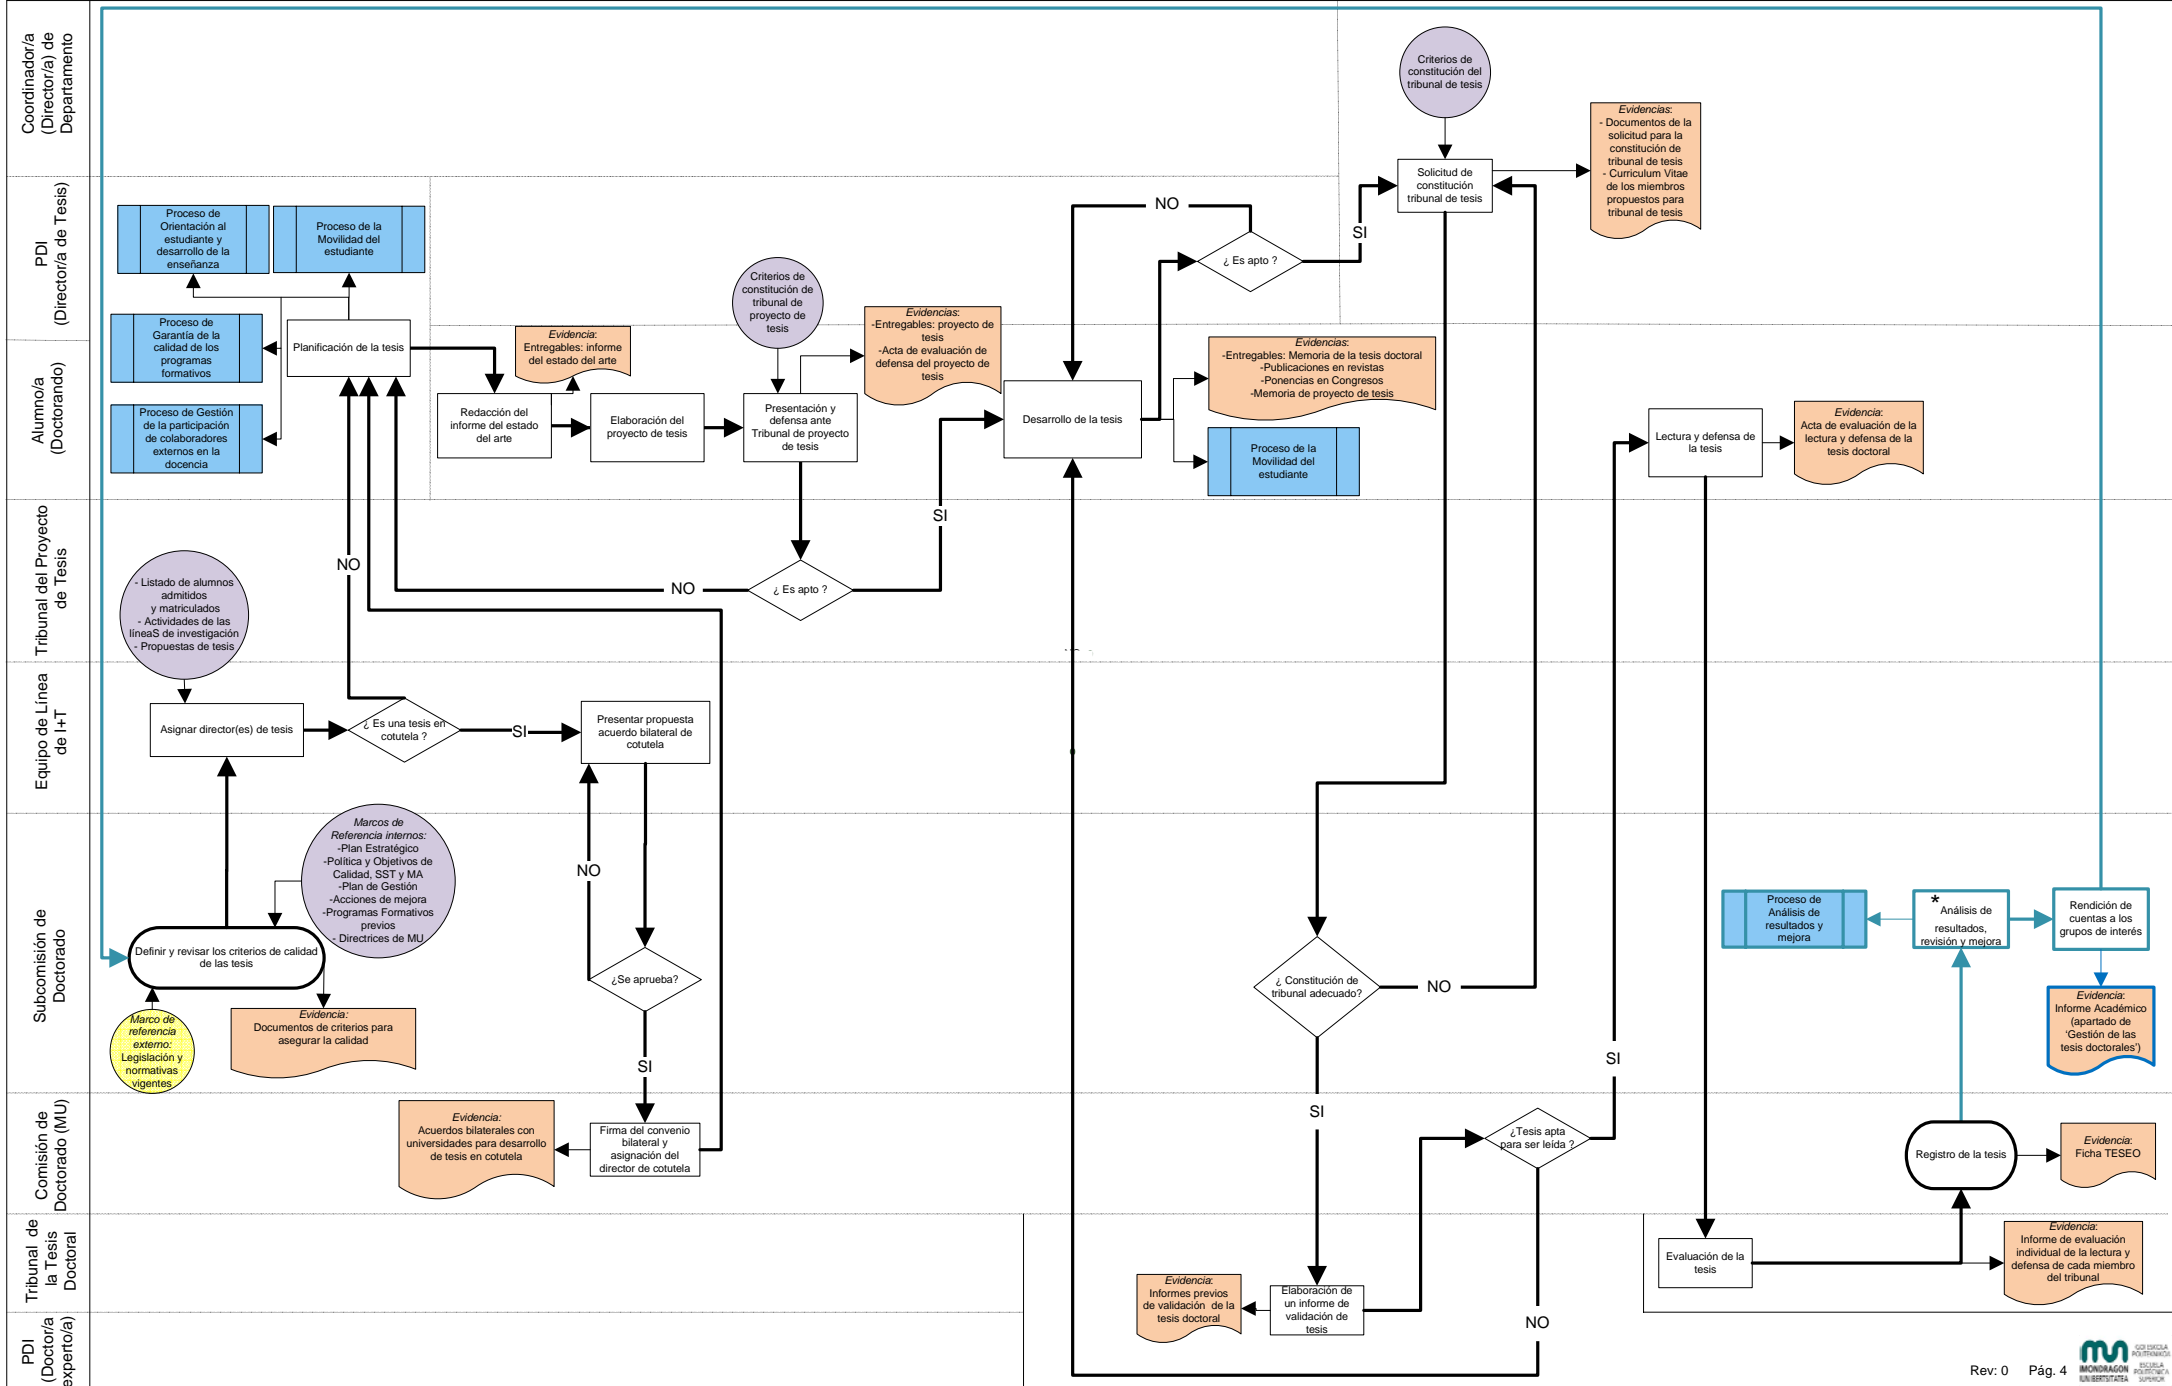 Coordinador/a
(Director/a) de
Departamento
Criterios de
constitución del
tribunal de tesis
Evidencias:
- Documentos de la
solicitud para la
constitución de
tribunal de tesis
- Curriculum Vitae
de los miembros
propuestos para
tribunal de tesis
Solicitud de
constitución
tribunal de tesis
PDI
(Director/a de Tesis)
Proceso de
Orientación al
estudiante y
desarrollo de la
enseñanza
Proceso de la
Movilidad del
estudiante
NO
SI
¿ Es apto ?
Criterios de
constitución de
tribunal de
proyecto de
tesis
Proceso de
Garantía de la
calidad de los
programas
formativos
Planificación de la tesis
Evidencia:
Entregables: informe
del estado del arte
Evidencias:
-Entregables: proyecto de
tesis
-Acta de evaluación de
defensa del proyecto de
tesis
Evidencias:
-Entregables: Memoria de la tesis doctoral
-Publicaciones en revistas
-Ponencias en Congresos
-Memoria de proyecto de tesis
Alumno/a
(Doctorando)
Proceso de Gestión
de la participación
de colaboradores
externos en la
docencia
Redacción del
informe del estado
del arte
Elaboración del
proyecto de tesis
Presentación y
defensa ante
Tribunal de proyecto
de tesis
Desarrollo de la tesis
Proceso de la
Movilidad del
estudiante
Lectura y defensa de
la tesis
Evidencia:
Acta de evaluación de la
lectura y defensa de la
tesis doctoral
Tribunal del Proyecto
de Tesis
SI
NO
NO
¿ Es apto ?
- Listado de alumnos
admitidos
y matriculados
- Actividades de las
líneaS de investigación
- Propuestas de tesis
Equipo de Línea
de I+T
Asignar director(es) de tesis
¿ Es una tesis en
cotutela ?
SI
Presentar propuesta
acuerdo bilateral de
cotutela
Subcomisión de
Doctorado
Marcos de
Referencia internos:
-Plan Estratégico
-Política y Objetivos de
Calidad, SST y MA
-Plan de Gestión
-Acciones de mejora
-Programas Formativos
previos
- Directrices de MU
NO
Definir y revisar los criterios de calidad
de las tesis
¿Se aprueba?
¿ Constitución de
tribunal adecuado?
NO
Proceso de
Análisis de
resultados y
mejora
*
Análisis de
resultados,
revisión y mejora
Rendición de
cuentas a los
grupos de interés
Marco de
referencia
externo:
Legislación y
normativas
vigentes
Evidencia:
Documentos de criterios para
asegurar la calidad
SI
SI
Evidencia:
Informe Académico
(apartado de
‘Gestión de las
tesis doctorales’)
Comisión de
Doctorado (MU)
Evidencia:
Acuerdos bilaterales con
universidades para desarrollo
de tesis en cotutela
Firma del convenio
bilateral y
asignación del
director de cotutela
SI
¿Tesis apta
para ser leída ?
Registro de la tesis
Evidencia:
Ficha TESEO
Tribunal de
la Tesis
Doctoral
Evaluación de la
tesis
Evidencia:
Informe de evaluación
individual de la lectura y
defensa de cada miembro
del tribunal
Evidencia:
Informes previos
de validación de la
tesis doctoral
Elaboración de
un informe de
validación de
tesis
NO
PDI
(Doctor/a
experto/a)
Rev: 0 Pág. 4
MONDRAGON
UNIBERTSITATEA
GOI ESKOLA
POLITEKNIKOA
ESCUELA
POLITÉCNICA
SUPERIOR